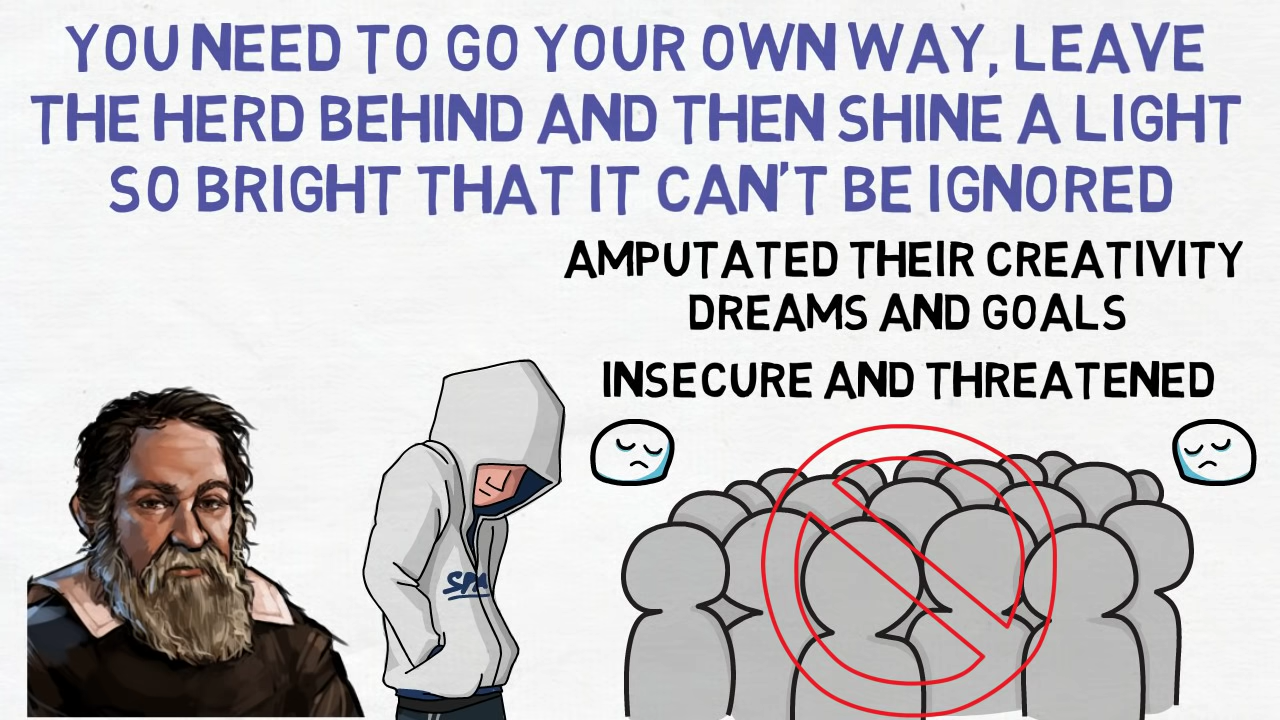 YOU NEED TO GO YOUR OWN WAY, LEAVE
THE HERD BEHIND AND THEN SHINE A LIGHT
SO BRIGHT THAT IT CAN'T BE IGNORED
AMPUTATED THEIR CREATIVITY
DREAMS AND GOALS
INSECURE AND THREATENED